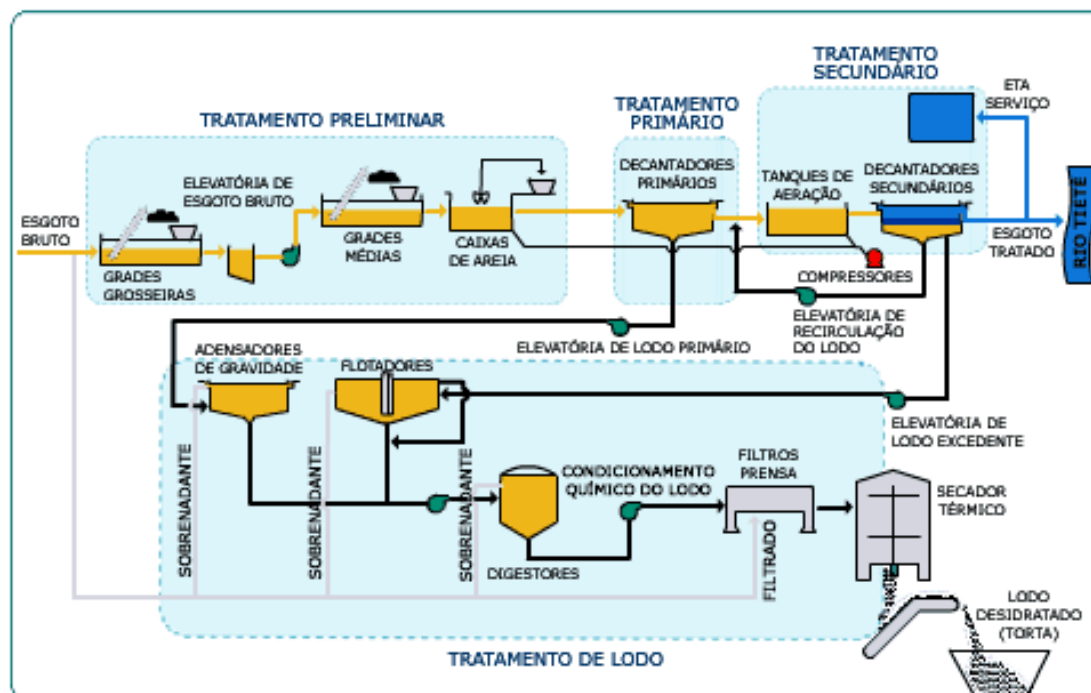 TRATAMENTO
SECUNDÁRIO
TRATAMENTO PRELIMINAR
TRATAMENTO
PRIMÁRIO
ETA
SERVIÇO
ELEVATÓRIA DE
ESGOTO BRUTO
DECANTADORES
PRIMÁRIOS
TANQUES DE
AERAÇÃO
DECANTADORES
SECUNDÁRIOS
ESGOTO
BRUTO
GRADES
GROSSEIRAS
GRADES
MÉDIAS
CAIXAS
DE AREIA
COMPRESSORES
ESGOTO
TRATADO
RIO TIETÊ
ELEVATÓRIA DE
RECIRCULAÇÃO
DO LODO
ELEVATÓRIA DE LODO PRIMÁRIO
ADENSADORES
DE GRAVIDADE
FLOTADORES
ELEVATÓRIA DE
LODO EXCEDENTE
SOBRENADANTE
SOBRENADANTE
SOBRENADANTE
CONDICIONAMENTO
QUÍMICO DO LODO
FILTROS
PRENSA
SECADOR
TÉRMICO
DIGESTORES
FILTRADO
LODO
DESIDRATADO
(TORTA)
TRATAMENTO DE LODO